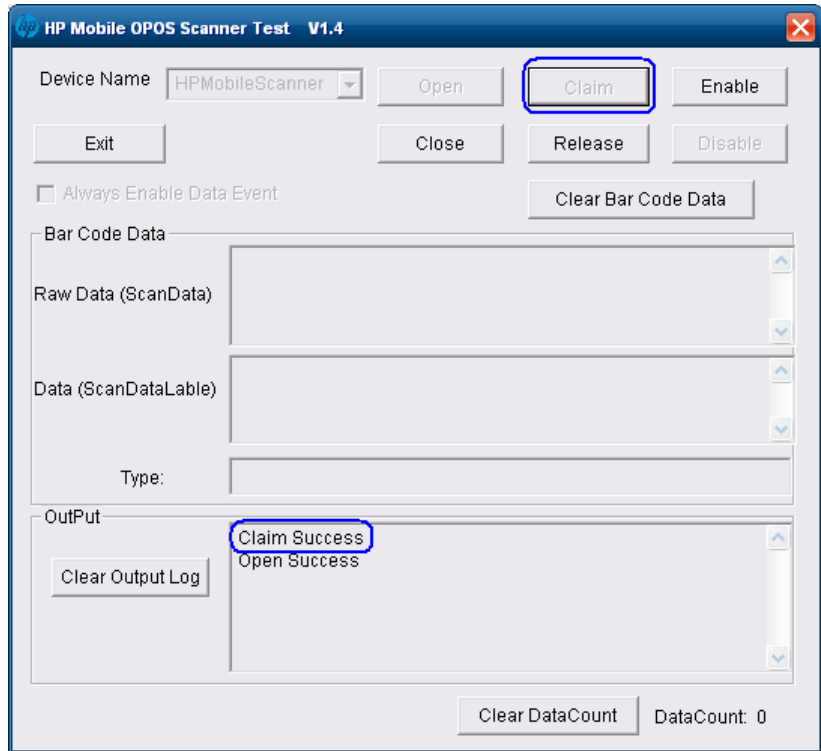 HP Mobile OPOS Scanner Test V1.4
Device Name HPMobileScanner Open Claim Enable
Exit Close Release Disable
Always Enable Data Event Clear Bar Code Data
Bar Code Data
Raw Data (ScanData)
Data (ScanDataLable)
Type:
OutPut
Claim Success
Open Success
Clear Output Log
Clear DataCount DataCount: 0